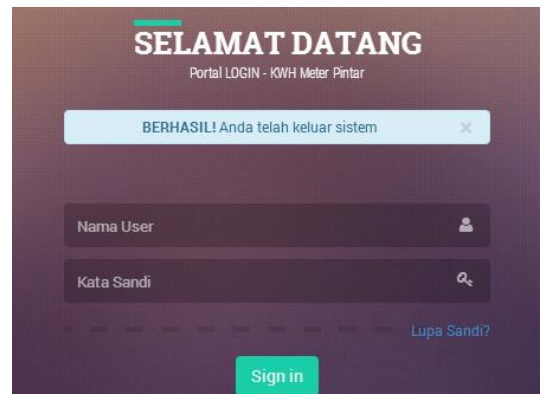 SELAMAT DATANG
Portal LOGIN - KWH Meter Pintar
BERHASIL! Anda telah keluar sistem ×
Nama User
Kata Sandi
Lupa Sandi?
Sign in